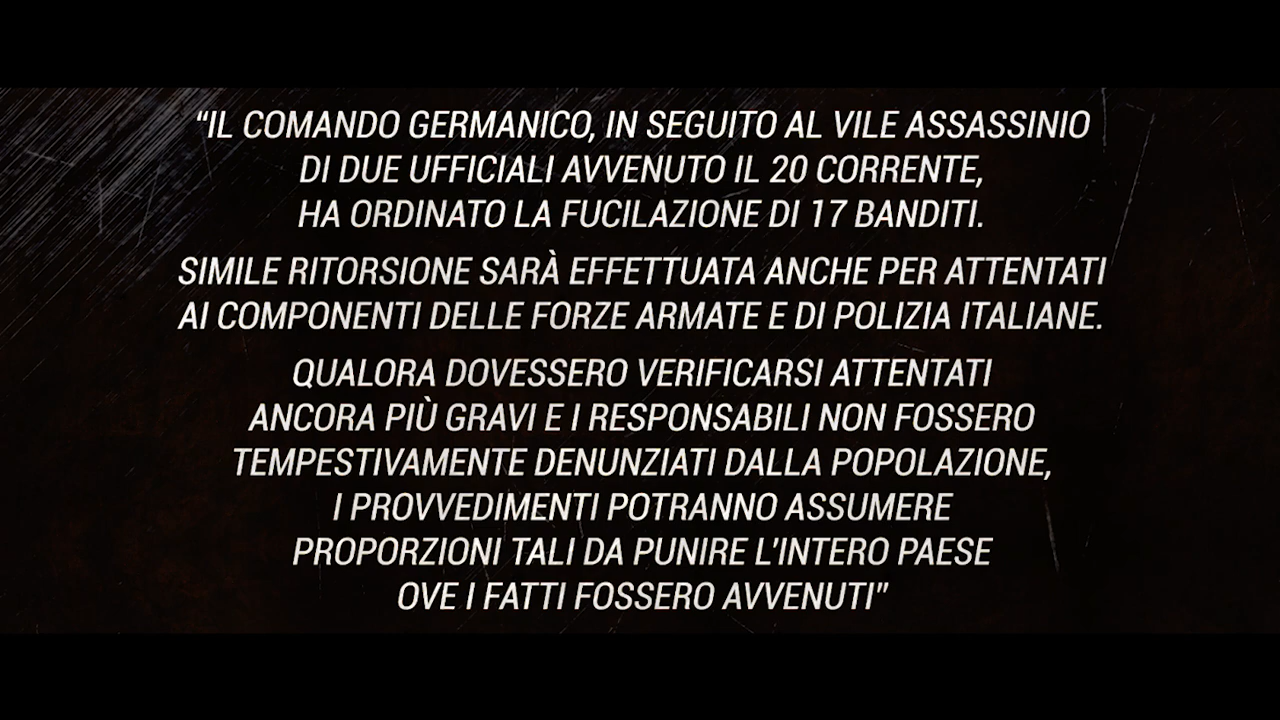 “IL COMANDO GERMANICO, IN SEGUITO AL VILE ASSASSINIO
DI DUE UFFICIALI AVVENUTO IL 20 CORRENTE,
HA ORDINATO LA FUCILAZIONE DI 17 BANDITI.
SIMILE RITORSIONE SARÀ EFFETTUATA ANCHE PER ATTENTATI
AI COMPONENTI DELLE FORZE ARMATE E DI POLIZIA ITALIANE.
QUALORA DOVESSERO VERIFICARSI ATTENTATI
ANCORA PIÙ GRAVI E I RESPONSABILI NON FOSSERO
TEMPESTIVAMENTE DENUNZIATI DALLA POPOLAZIONE,
I PROVVEDIMENTI POTRANNO ASSUMERE
PROPORZIONI TALI DA PUNIRE L'INTERO PAESE
OVE I FATTI FOSSERO AVVENUTI”